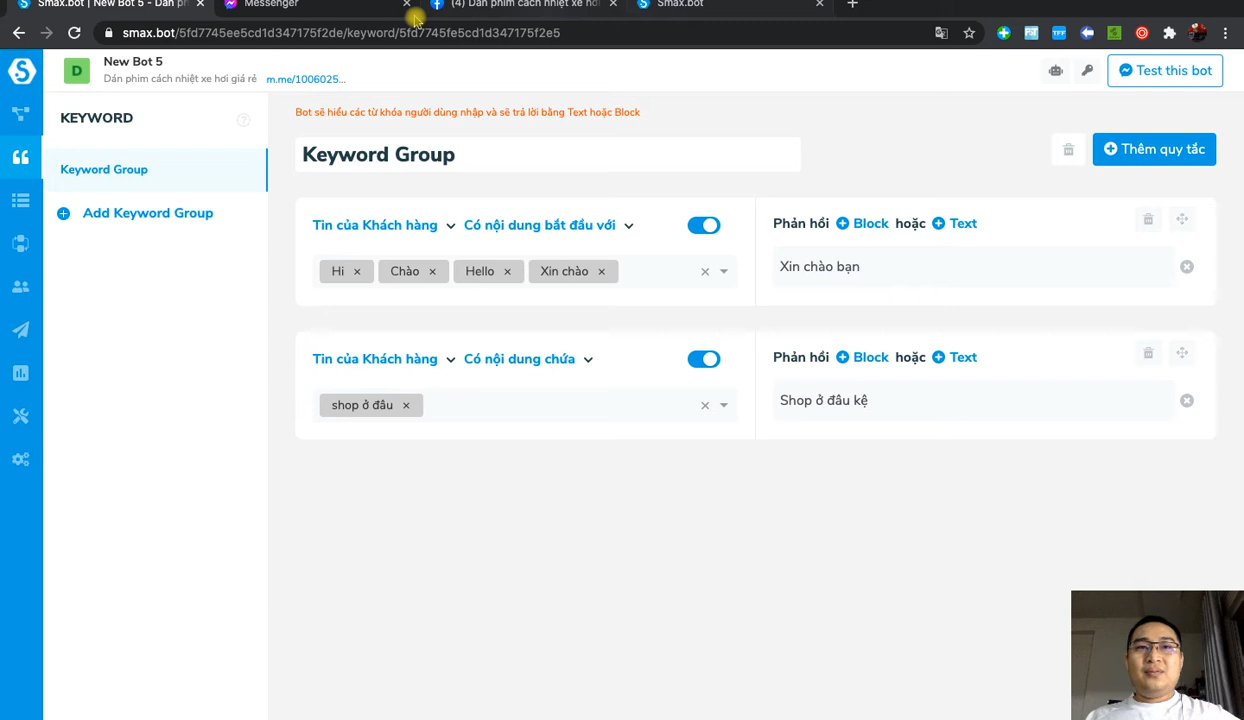 Smax.bot | New Bot 5 - Dán ph
Messenger
(4) Dán phim cách nhiệt xe hơi
Smax.bot
smax.bot/5fd7745ee5cd1d347175f2de/keyword/5fd7745fe5cd1d347175f2e5
New Bot 5
D
Dán phim cách nhiệt xe hơi giá rẻ m.me/1006025...
Test this bot
KEYWORD
Bot sẽ hiểu các từ khóa người dùng nhập và sẽ trả lời bằng Text hoặc Block
Keyword Group
Thêm quy tắc
Keyword Group
Add Keyword Group
Tin của Khách hàng Có nội dung bắt đầu với
Phản hồi Block hoặc Text
Hi Chào Hello Xin chào
Xin chào bạn
Tin của Khách hàng Có nội dung chứa
Phản hồi Block hoặc Text
shop ở đâu
Shop ở đâu kệ